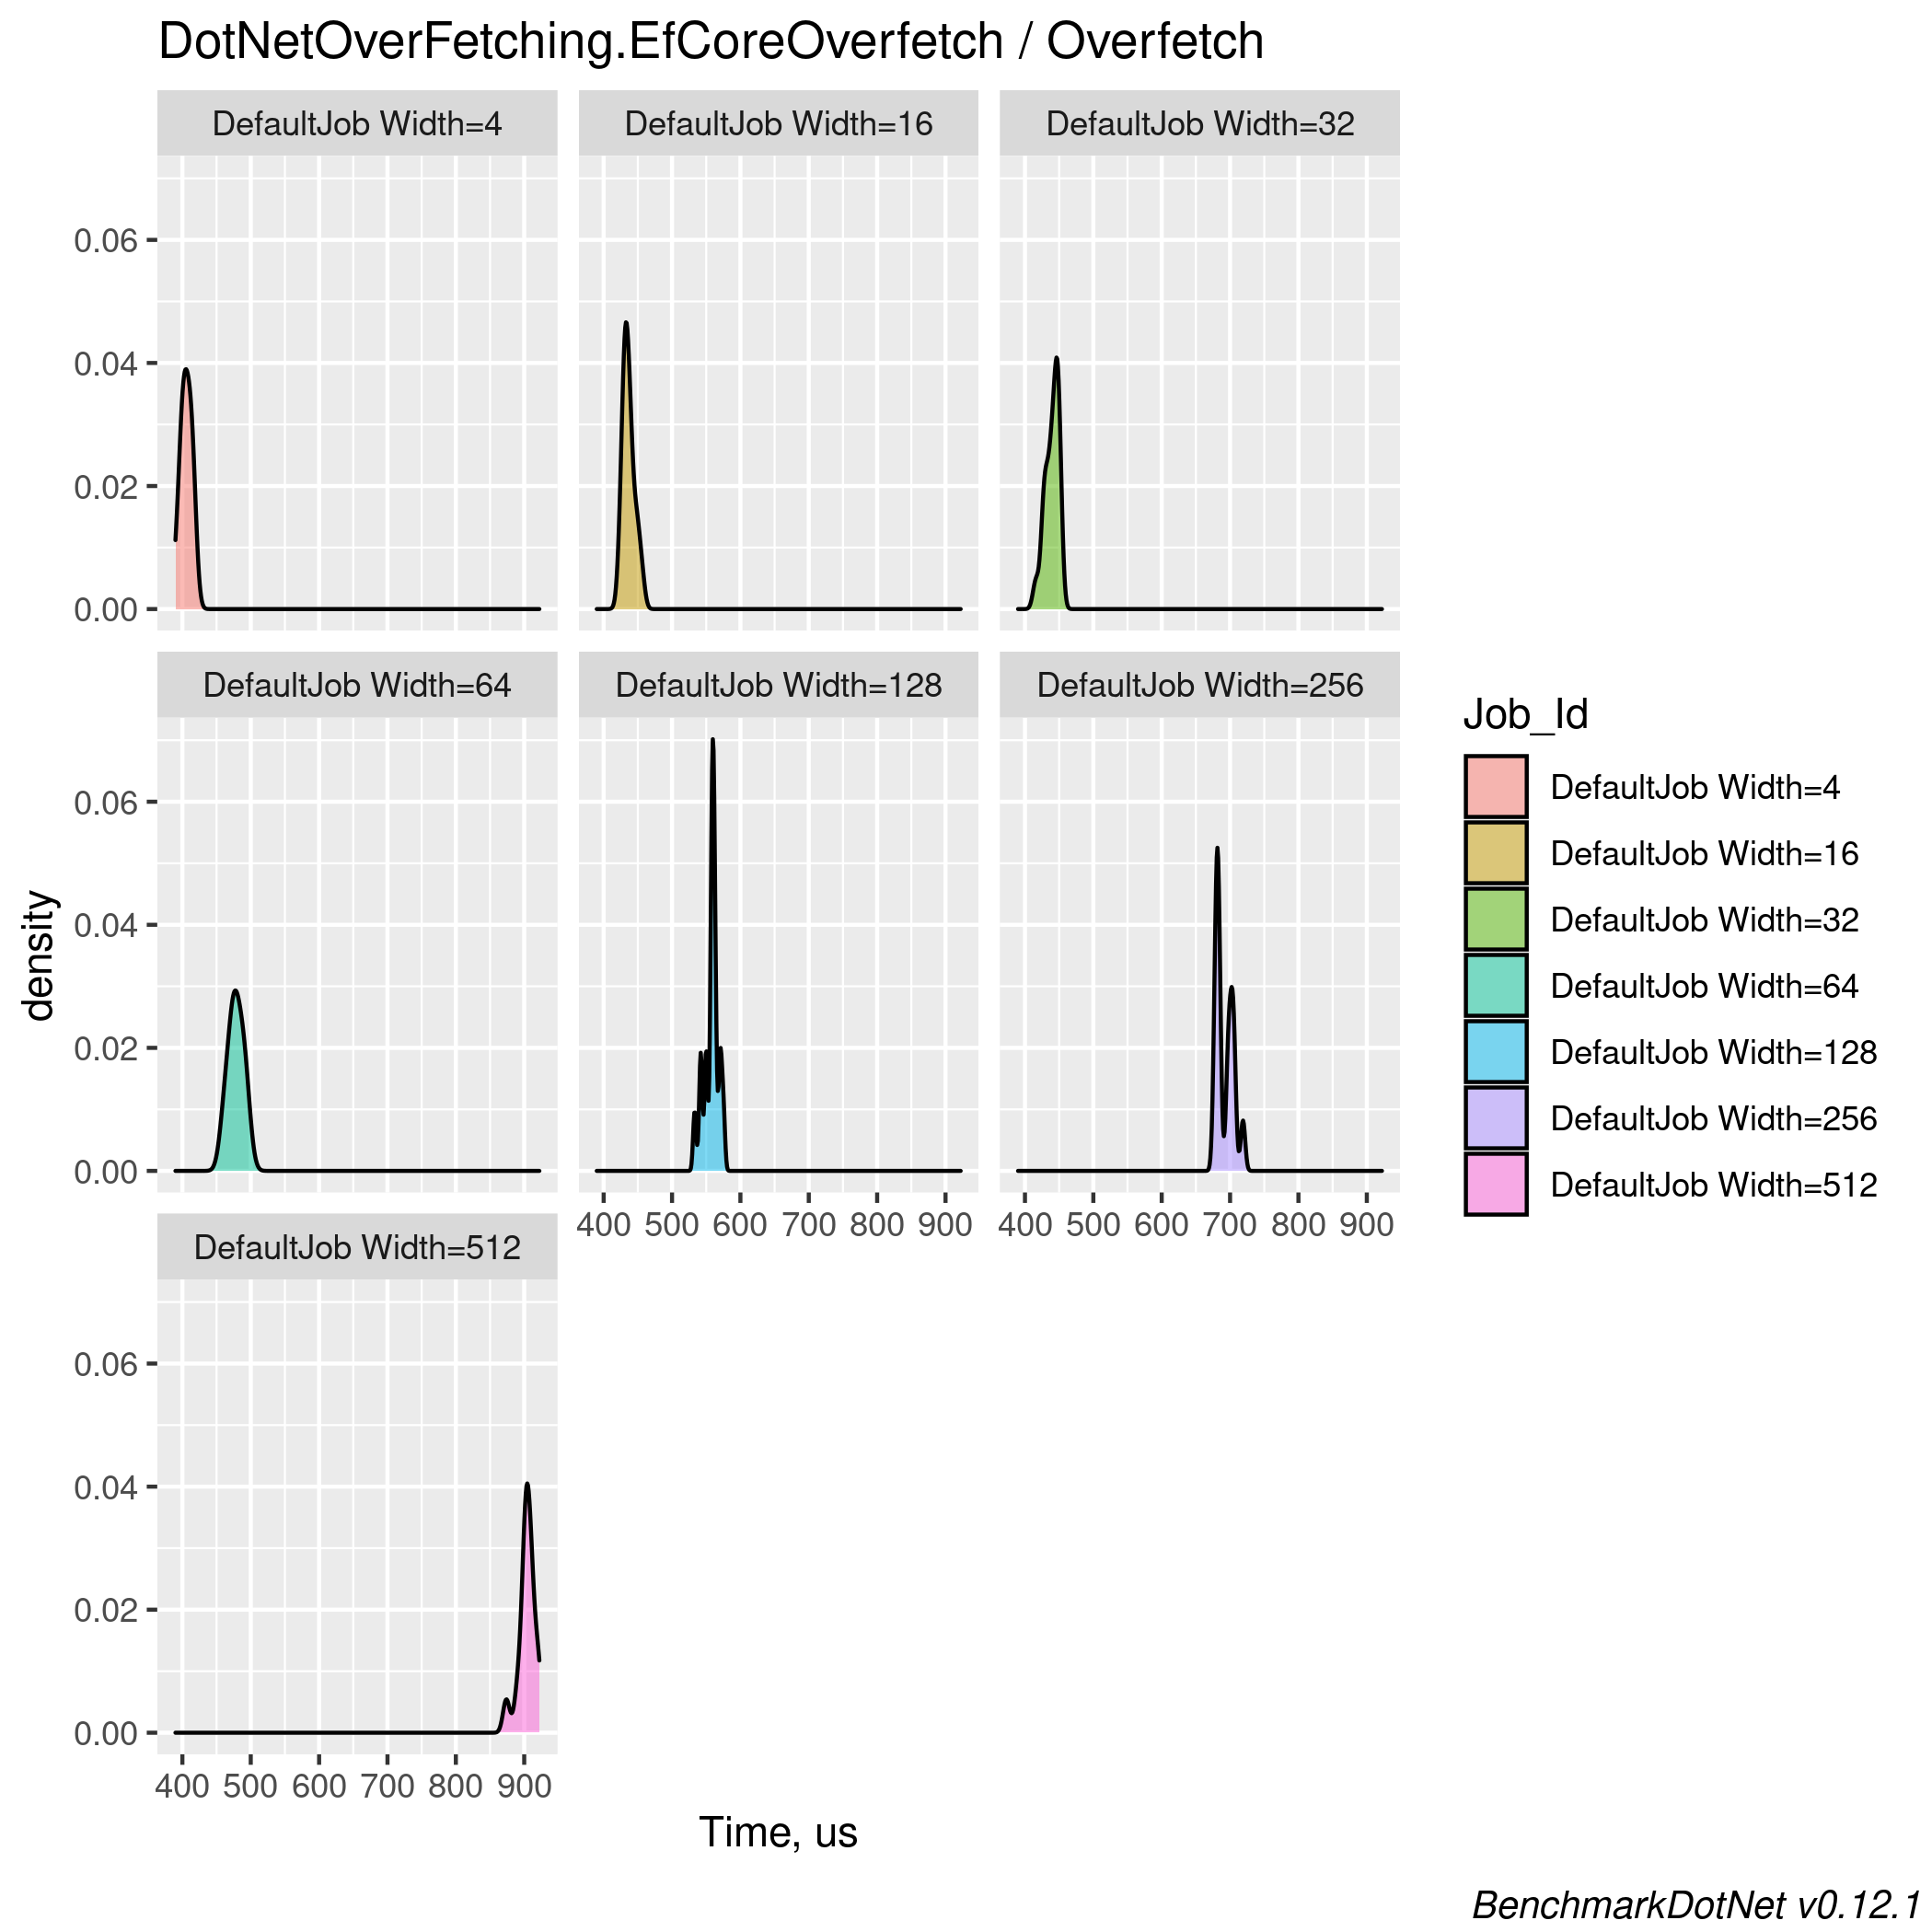 DotNetOverFetching.EfCoreOverfetch / Overfetch
DefaultJob Width=4
DefaultJob Width=16
DefaultJob Width=32
0.06
0.04
0.02
0.00
DefaultJob Width=64
DefaultJob Width=128
DefaultJob Width=256
0.06
0.04
0.02
0.00
400 500 600 700 800 900
400 500 600 700 800 900
DefaultJob Width=512
0.06
0.04
0.02
0.00
400 500 600 700 800 900
density
Time, us
Job_Id
DefaultJob Width=4
DefaultJob Width=16
DefaultJob Width=32
DefaultJob Width=64
DefaultJob Width=128
DefaultJob Width=256
DefaultJob Width=512
BenchmarkDotNet v0.12.1